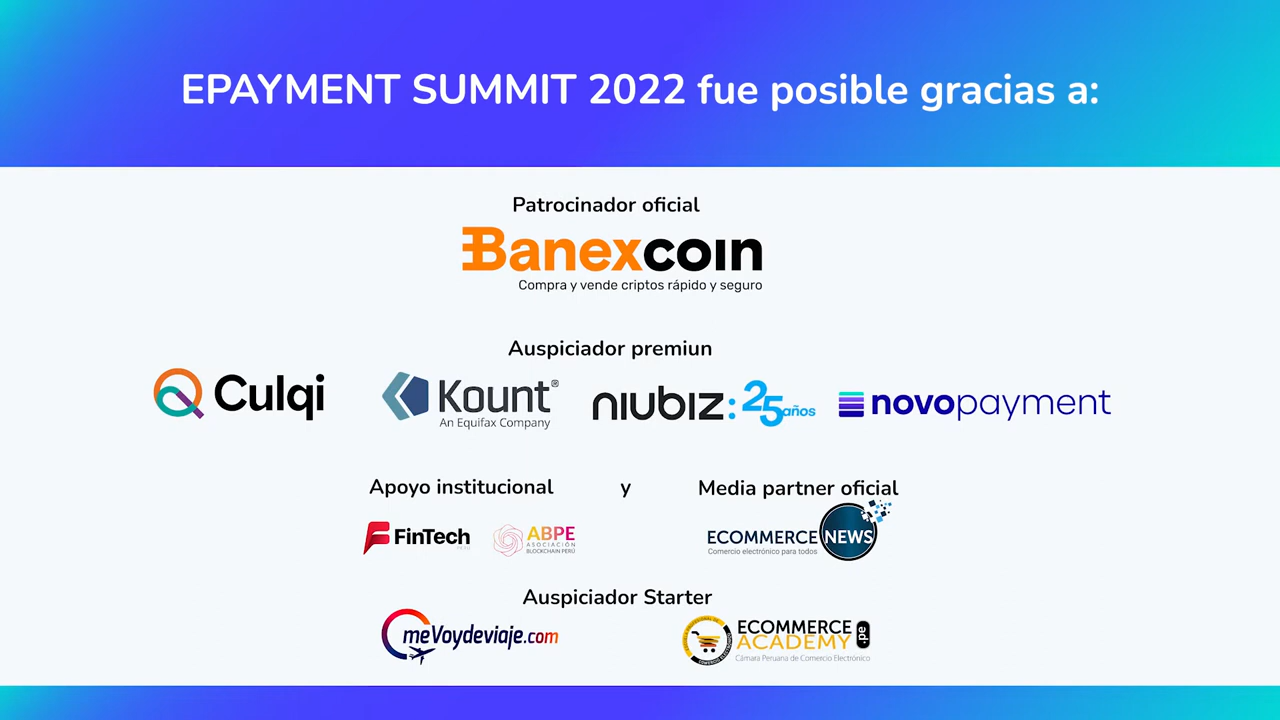 EPAYMENT SUMMIT 2022 fue posible gracias a:
Patrocinador oficial
Banexcoin
Compra y vende criptos rápido y seguro
Auspiciador premiun
Culqi
Kount®
An Equifax Company
niubiz: 25 años
novopayment
Apoyo institucional y Media partner oficial
FinTech
PERÚ
ABPE
ASOCIACIÓN
BLOCKCHAIN PERÚ
ECOMMERCE NEWS
Comercio electrónico para todos
Auspiciador Starter
meVoydeviaje.com
ECOMMERCE
ACADEMY .pe
Cámara Peruana de Comercio Electrónico